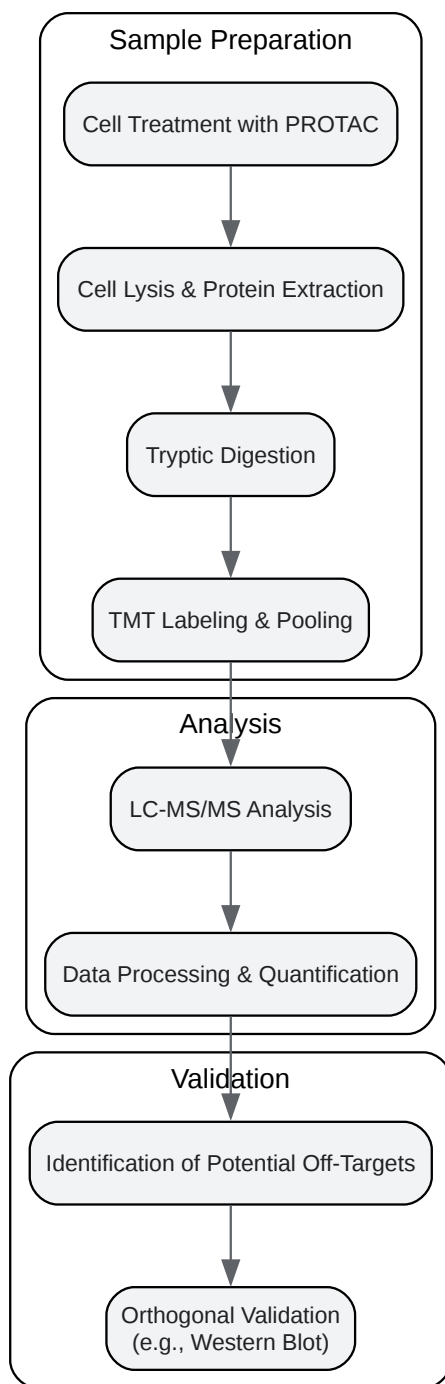 Sample Preparation
Cell Treatment with PROTAC
Cell Lysis & Protein Extraction
Tryptic Digestion
TMT Labeling & Pooling
Analysis
LC-MS/MS Analysis
Data Processing & Quantification
Validation
Identification of Potential Off-Targets
Orthogonal Validation
(e.g., Western Blot)